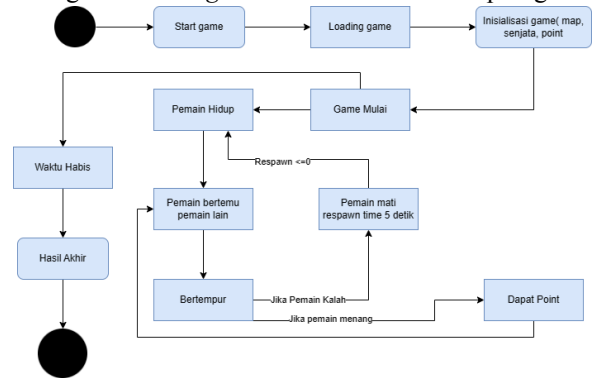 Start game
Loading game
Inisialisasi game( map,
senjata, point
Pemain Hidup
Game Mulai
Waktu Habis
Respawn <=0
Pemain bertemu
pemain lain
Pemain mati
respawn time 5 detik
Hasil Akhir
Bertempur
Jika Pemain Kalah
Jika pemain menang
Dapat Point